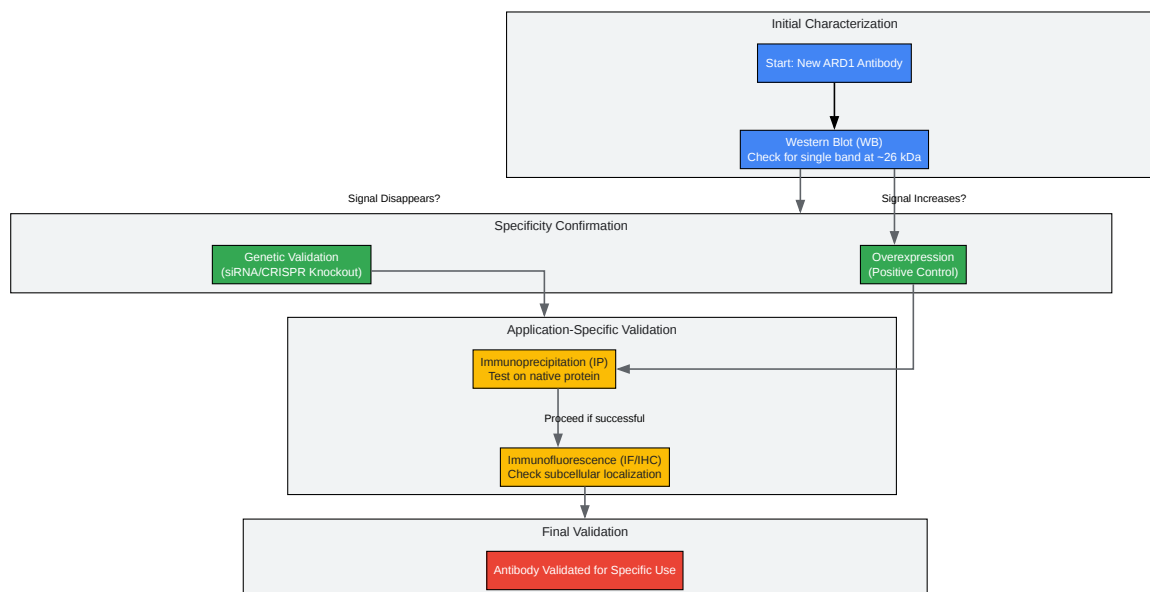 Initial Characterization
Start: New ARD1 Antibody
Western Blot (WB)
Check for single band at ~26 kDa
Signal Disappears?
Signal Increases?
Specificity Confirmation
Genetic Validation
(siRNA/CRISPR Knockout)
Overexpression
(Positive Control)
Application-Specific Validation
Immunoprecipitation (IP)
Test on native protein
Proceed if successful
Immunofluorescence (IF/IHC)
Check subcellular localization
Final Validation
Antibody Validated for Specific Use